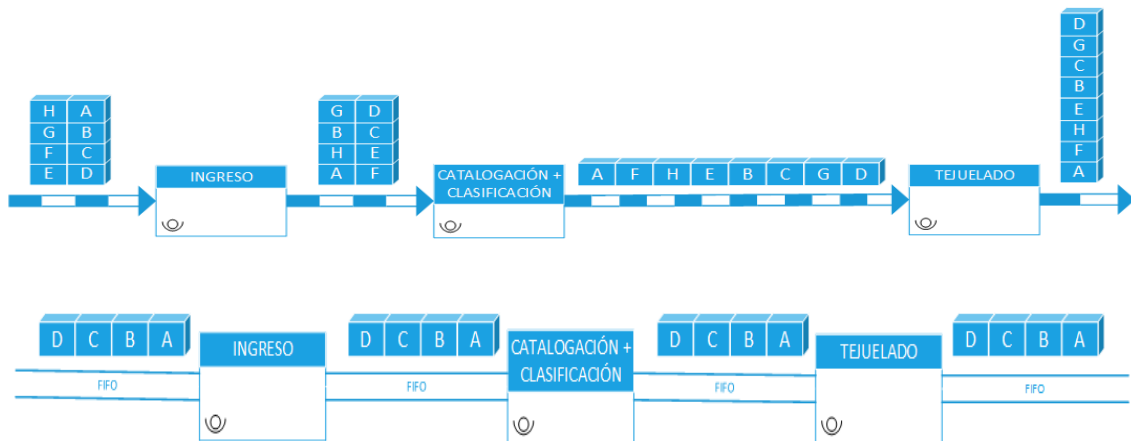 D
G
C
B
E
H
F
A
H A
G B
F C
E D
INGRESO
G D
B C
H E
A F
CATALOGACIÓN +
CLASIFICACIÓN
A F H E B C G D
TEJUELADO
D C B A
FIFO
INGRESO
D C B A
FIFO
CATALOGACIÓN +
CLASIFICACIÓN
D C B A
FIFO
TEJUELADO
D C B A
FIFO